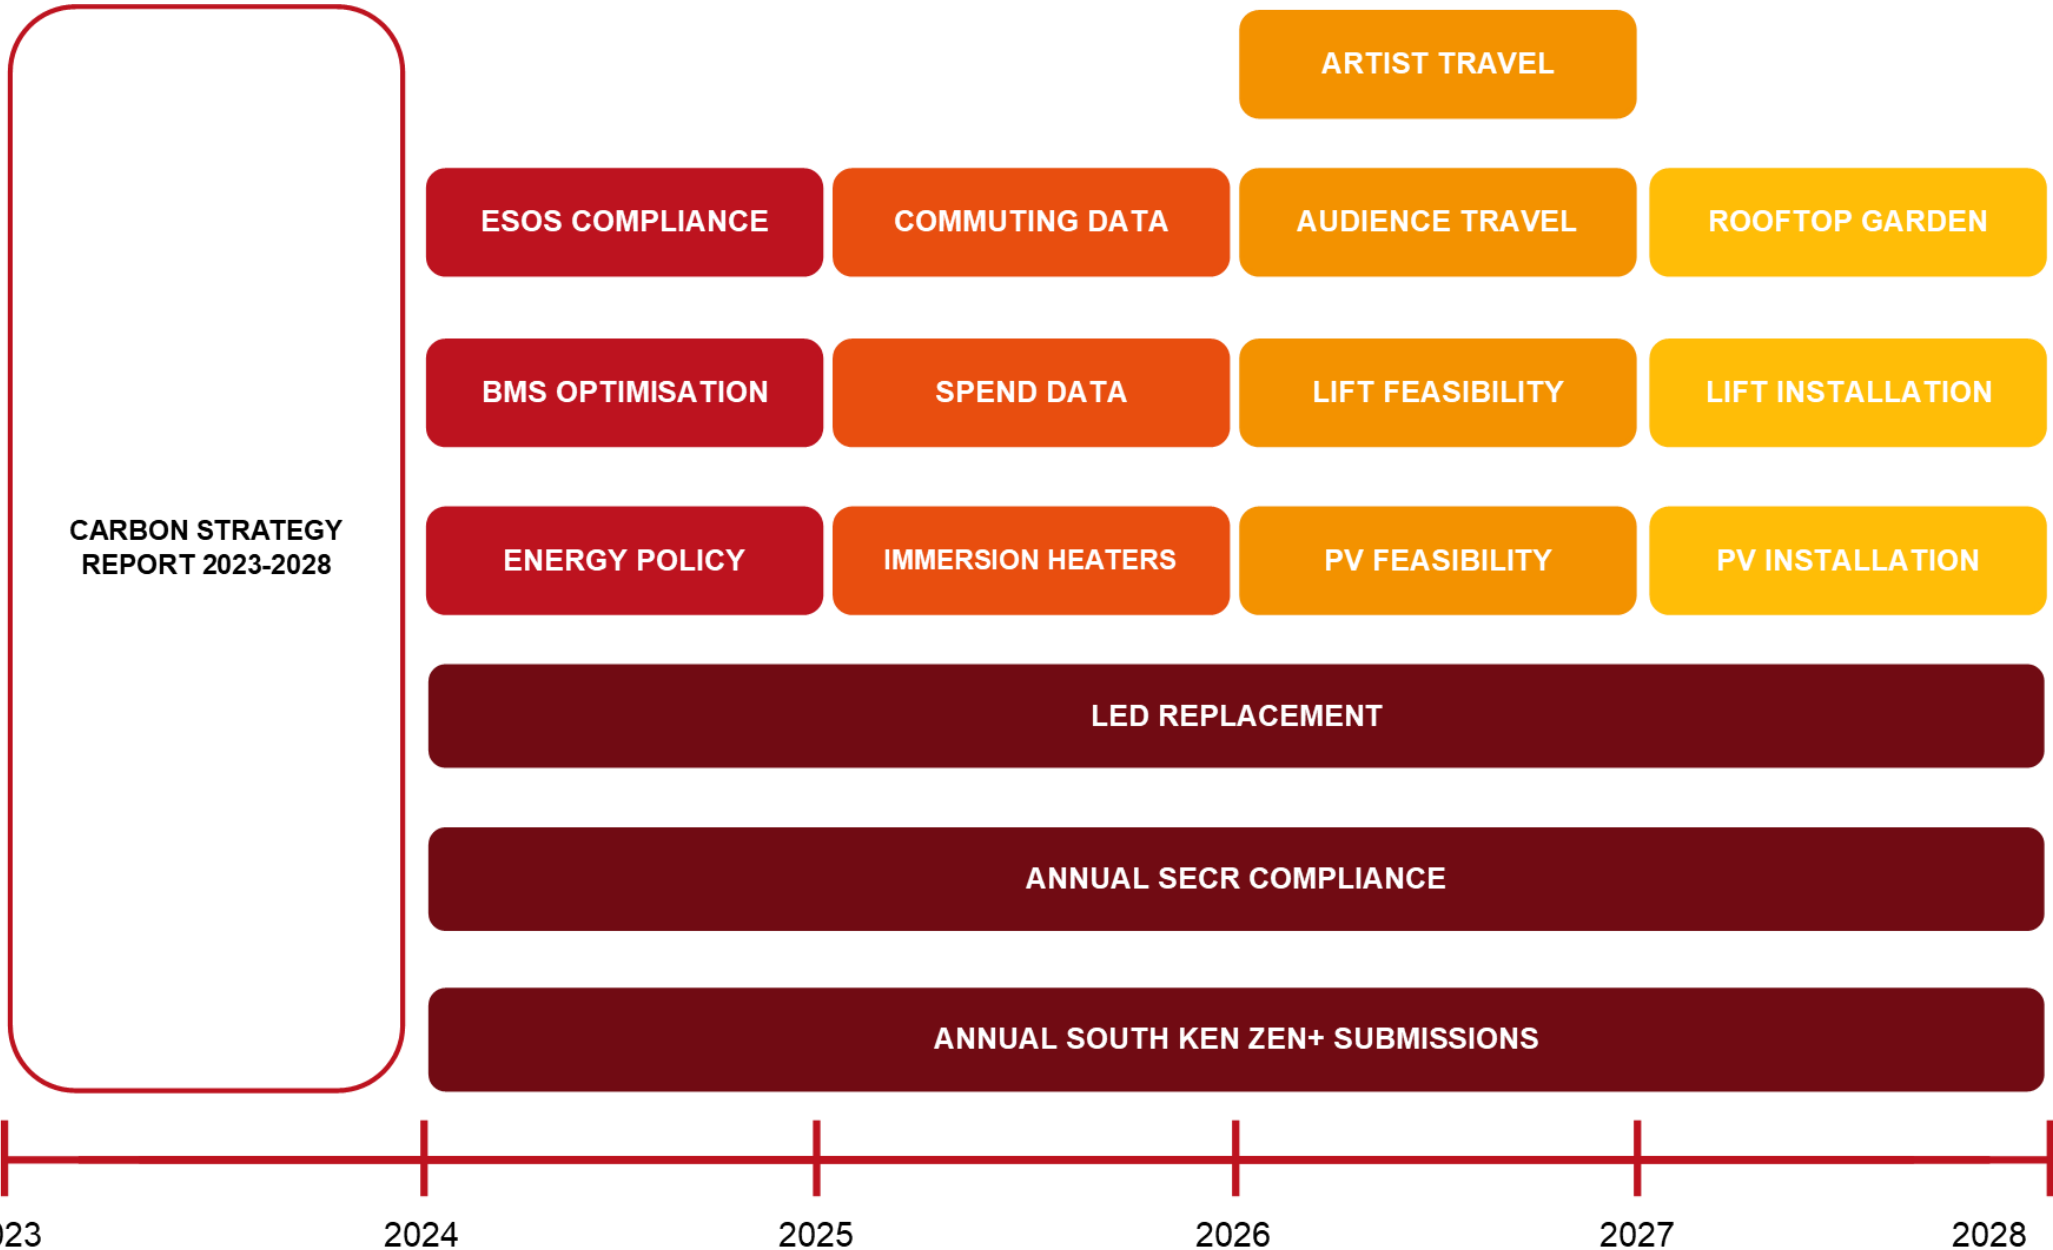 ARTIST TRAVEL
ESOS COMPLIANCE
COMMUTING DATA
AUDIENCE TRAVEL
ROOFTOP GARDEN
BMS OPTIMISATION
SPEND DATA
LIFT FEASIBILITY
LIFT INSTALLATION
CARBON STRATEGY
REPORT 2023-2028
ENERGY POLICY
IMMERSION HEATERS
PV FEASIBILITY
PV INSTALLATION
LED REPLACEMENT
ANNUAL SECR COMPLIANCE
ANNUAL SOUTH KEN ZEN+ SUBMISSIONS
023
2024
2025
2026
2027
2028